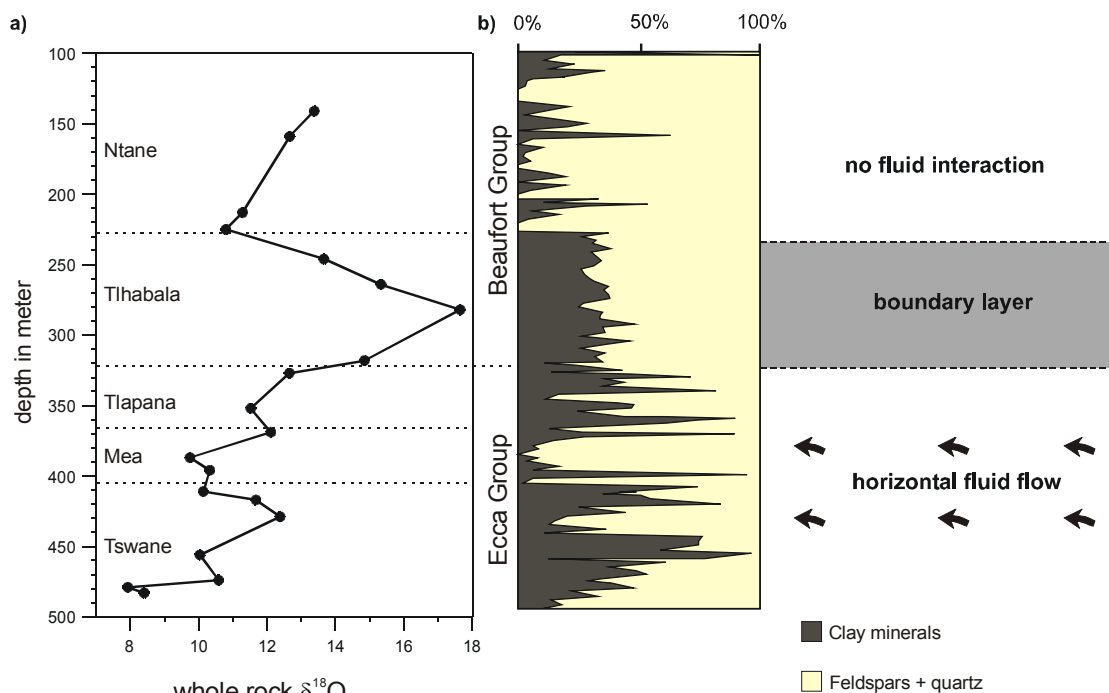 a)
b)
0%
50%
100%
100
150
200
250
300
350
400
450
500
depth in meter
Ntane
Tlhabala
Tlapana
Mea
Tswane
8
10
12
14
16
18
whole rock δ¹⁸O
Beaufort Group
Ecca Group
no fluid interaction
boundary layer
horizontal fluid flow
Clay minerals
Feldspars + quartz